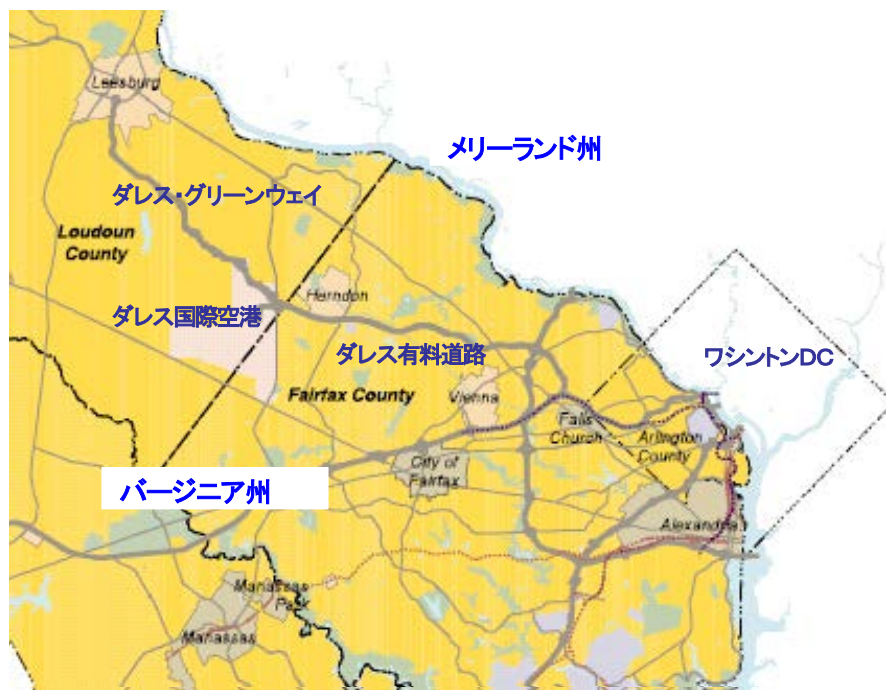 Leesburg
メリーランド州
ダレス・グリーンウェイ
Loudoun
County
Herndon
ダレス国際空港
ダレス有料道路
ワシントンDC
Fairfax County
Vienna
Falls
Church
Arlington
County
City of
Fairfax
バージニア州
Alexandria
Manassas
Park
Manassas